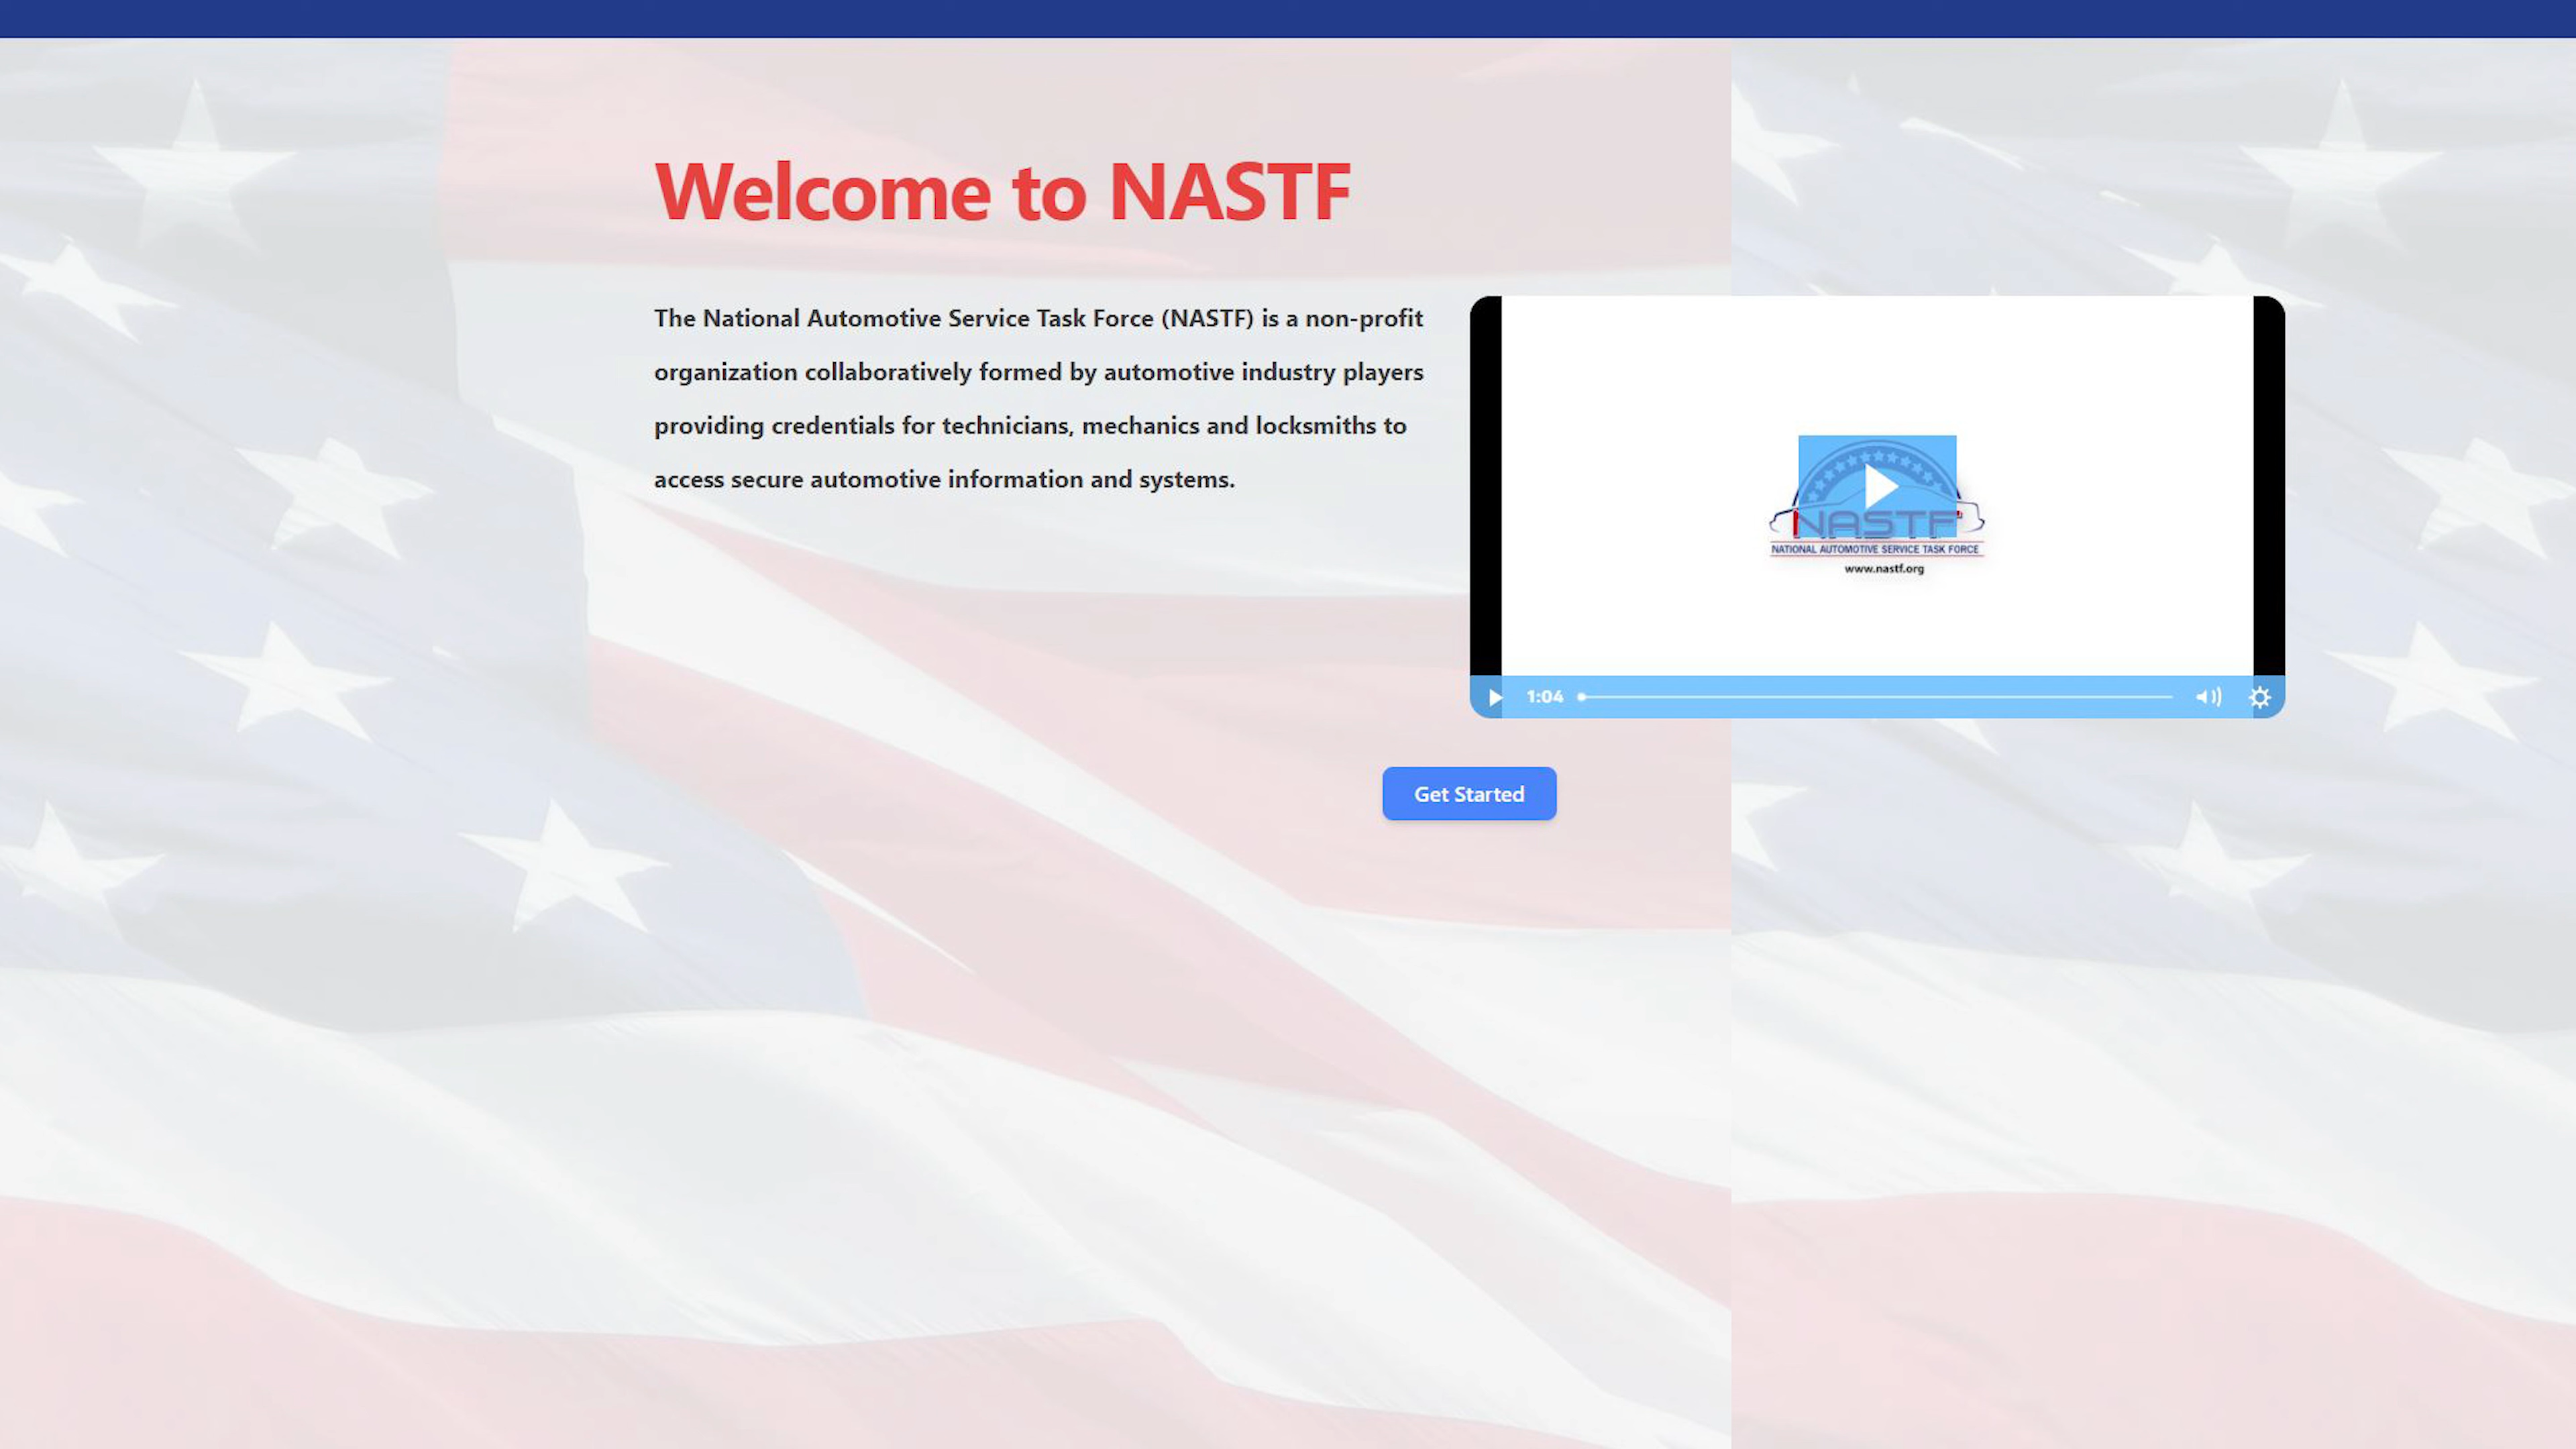 Welcome to NASTF
The National Automotive Service Task Force (NASTF) is a non-profit
organization collaboratively formed by automotive industry players
providing credentials for technicians, mechanics and locksmiths to
access secure automotive information and systems.
NASTF
NATIONAL AUTOMOTIVE SERVICE TASK FORCE
www.nastf.org
1:04
Get Started